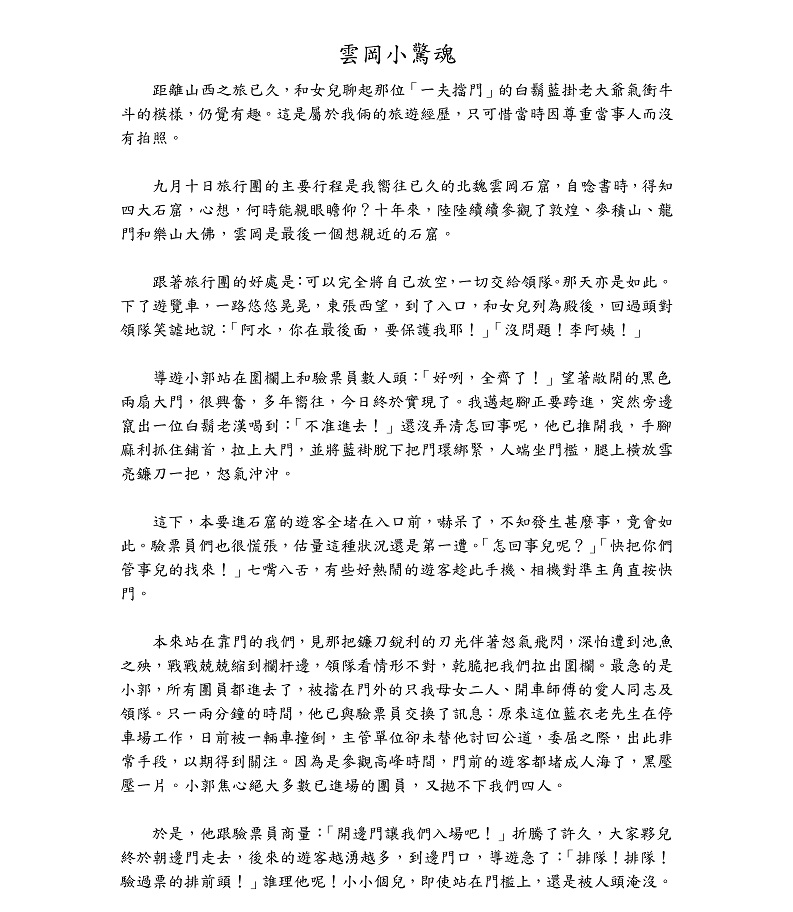 雲岡小驚魂
距離山西之旅已久，和女兒聊起那位「一夫擋門」的白鬍藍掛老大爺氣衝牛
斗的模樣，仍覺有趣。這是屬於我倆的旅遊經歷，只可惜當時因尊重當事人而沒
有拍照。
九月十日旅行團的主要行程是我嚮往已久的北魏雲岡石窟，自唸書時，得知
四大石窟，心想，何時能親眼瞻仰？十年來，陸陸續續參觀了敦煌、麥積山、龍
門和樂山大佛，雲岡是最後一個想親近的石窟。
跟著旅行團的好處是：可以完全將自己放空，一切交給領隊。那天亦是如此。
下了遊覽車，一路悠悠晃晃，東張西望，到了入口，和女兒列為殿後，回過頭對
領隊笑謔地說：「阿水，你在最後面，要保護我耶！」「沒問題！李阿姨！」
導遊小郭站在圍欄上和驗票員數人頭：「好咧，全齊了！」望著敞開的黑色
兩扇大門，很興奮，多年嚮往，今日終於實現了。我邁起腳正要跨進，突然旁邊
竄出一位白鬍老漢喝到：「不准進去！」還沒弄清怎回事呢，他已推開我，手腳
麻利抓住鋪首，拉上大門，並將藍褂脫下把門環綁緊，人端坐門檻，腿上橫放雪
亮鐮刀一把，怒氣沖沖。
這下，本要進石窟的遊客全堵在入口前，嚇呆了，不知發生甚麼事，竟會如
此。驗票員們也很慌張，估量這種狀況還是第一遭。「怎回事兒呢？」「快把你們
管事兒的找來！」七嘴八舌，有些好熱鬧的遊客趁此手機、相機對準主角直按快
門。
本來站在靠門的我們，見那把鐮刀銳利的刃光伴著怒氣飛閃，深怕遭到池魚
之殃，戰戰兢兢縮到欄杆邊，領隊看情形不對，乾脆把我們拉出圍欄。最急的是
小郭，所有團員都進去了，被擋在門外的只我母女二人、開車師傅的愛人同志及
領隊。只一兩分鐘的時間，他已與驗票員交換了訊息：原來這位藍衣老先生在停
車場工作，日前被一輛車撞倒，主管單位卻未替他討回公道，委屈之際，出此非
常手段，以期得到關注。因為是參觀高峰時間，門前的遊客都堵成人海了，黑壓
壓一片。小郭焦心絕大多數已進場的團員，又拋不下我們四人。
於是，他跟驗票員商量：「開邊門讓我們入場吧！」折騰了許久，大家夥兒
終於朝邊門走去，後來的遊客越湧越多，到邊門口，導遊急了：「排隊！排隊！
驗過票的排前頭！」誰理他呢！小小個兒，即使站在門檻上，還是被人頭淹沒。